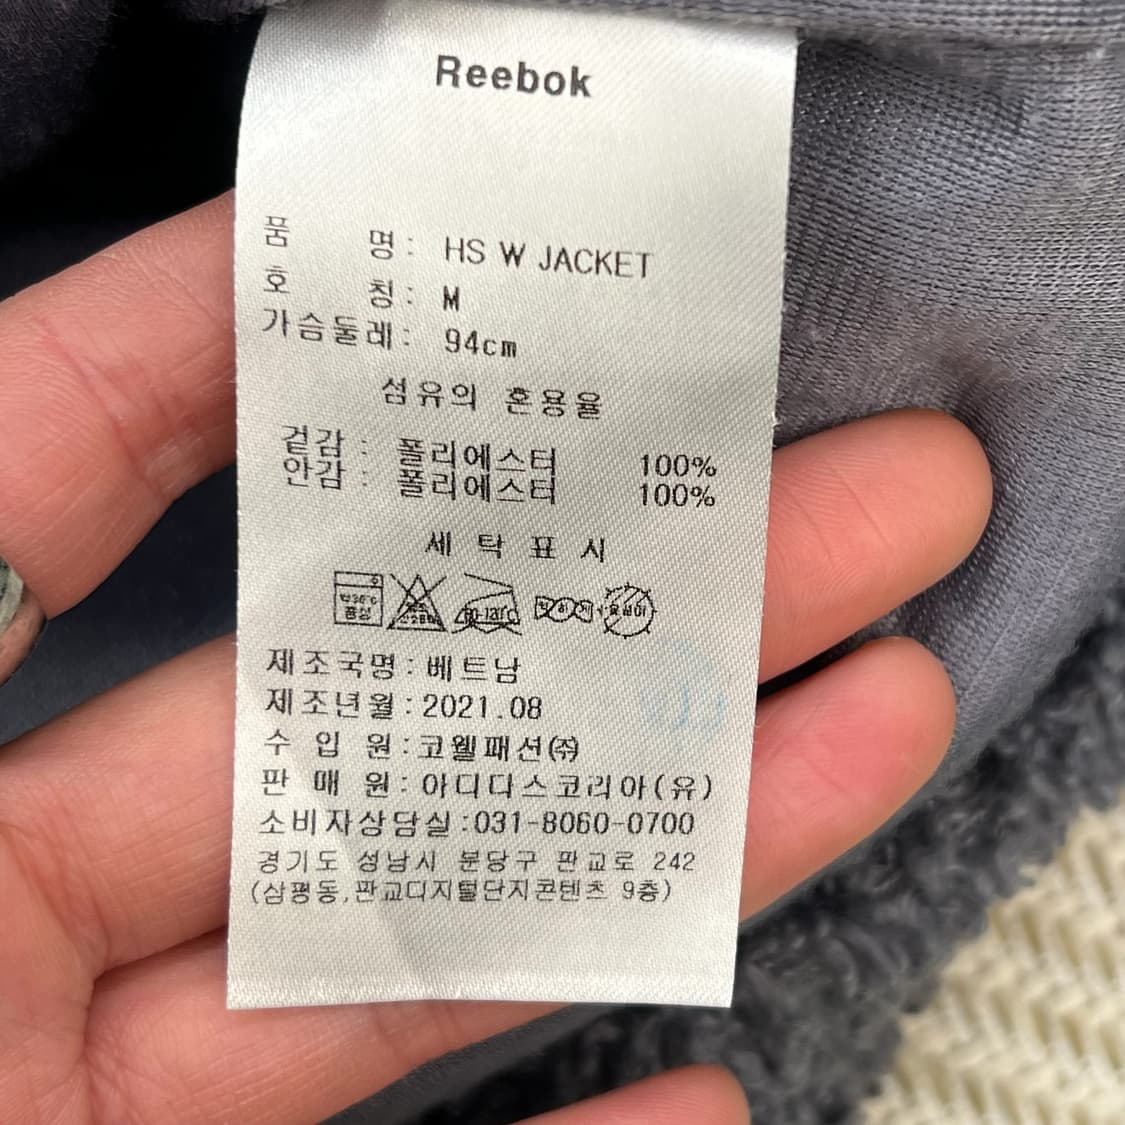 Reebok
품 명: HS W JACKET
호 칭: M
가슴둘레: 94cm
섬유의 혼용율
겉감 : 폴리에스터 100%
안감 : 폴리에스터 100%
세 탁 표 시
약30℃
중성
제조국명:베트남
제조년월:2021.08
수 입 원:코웰패션㈜
판 매 원:아디다스코리아(유)
소비자상담실:031-8060-0700
경기도 성남시 분당구 판교로 242
(삼평동,판교디지털단지콘텐츠 9층)